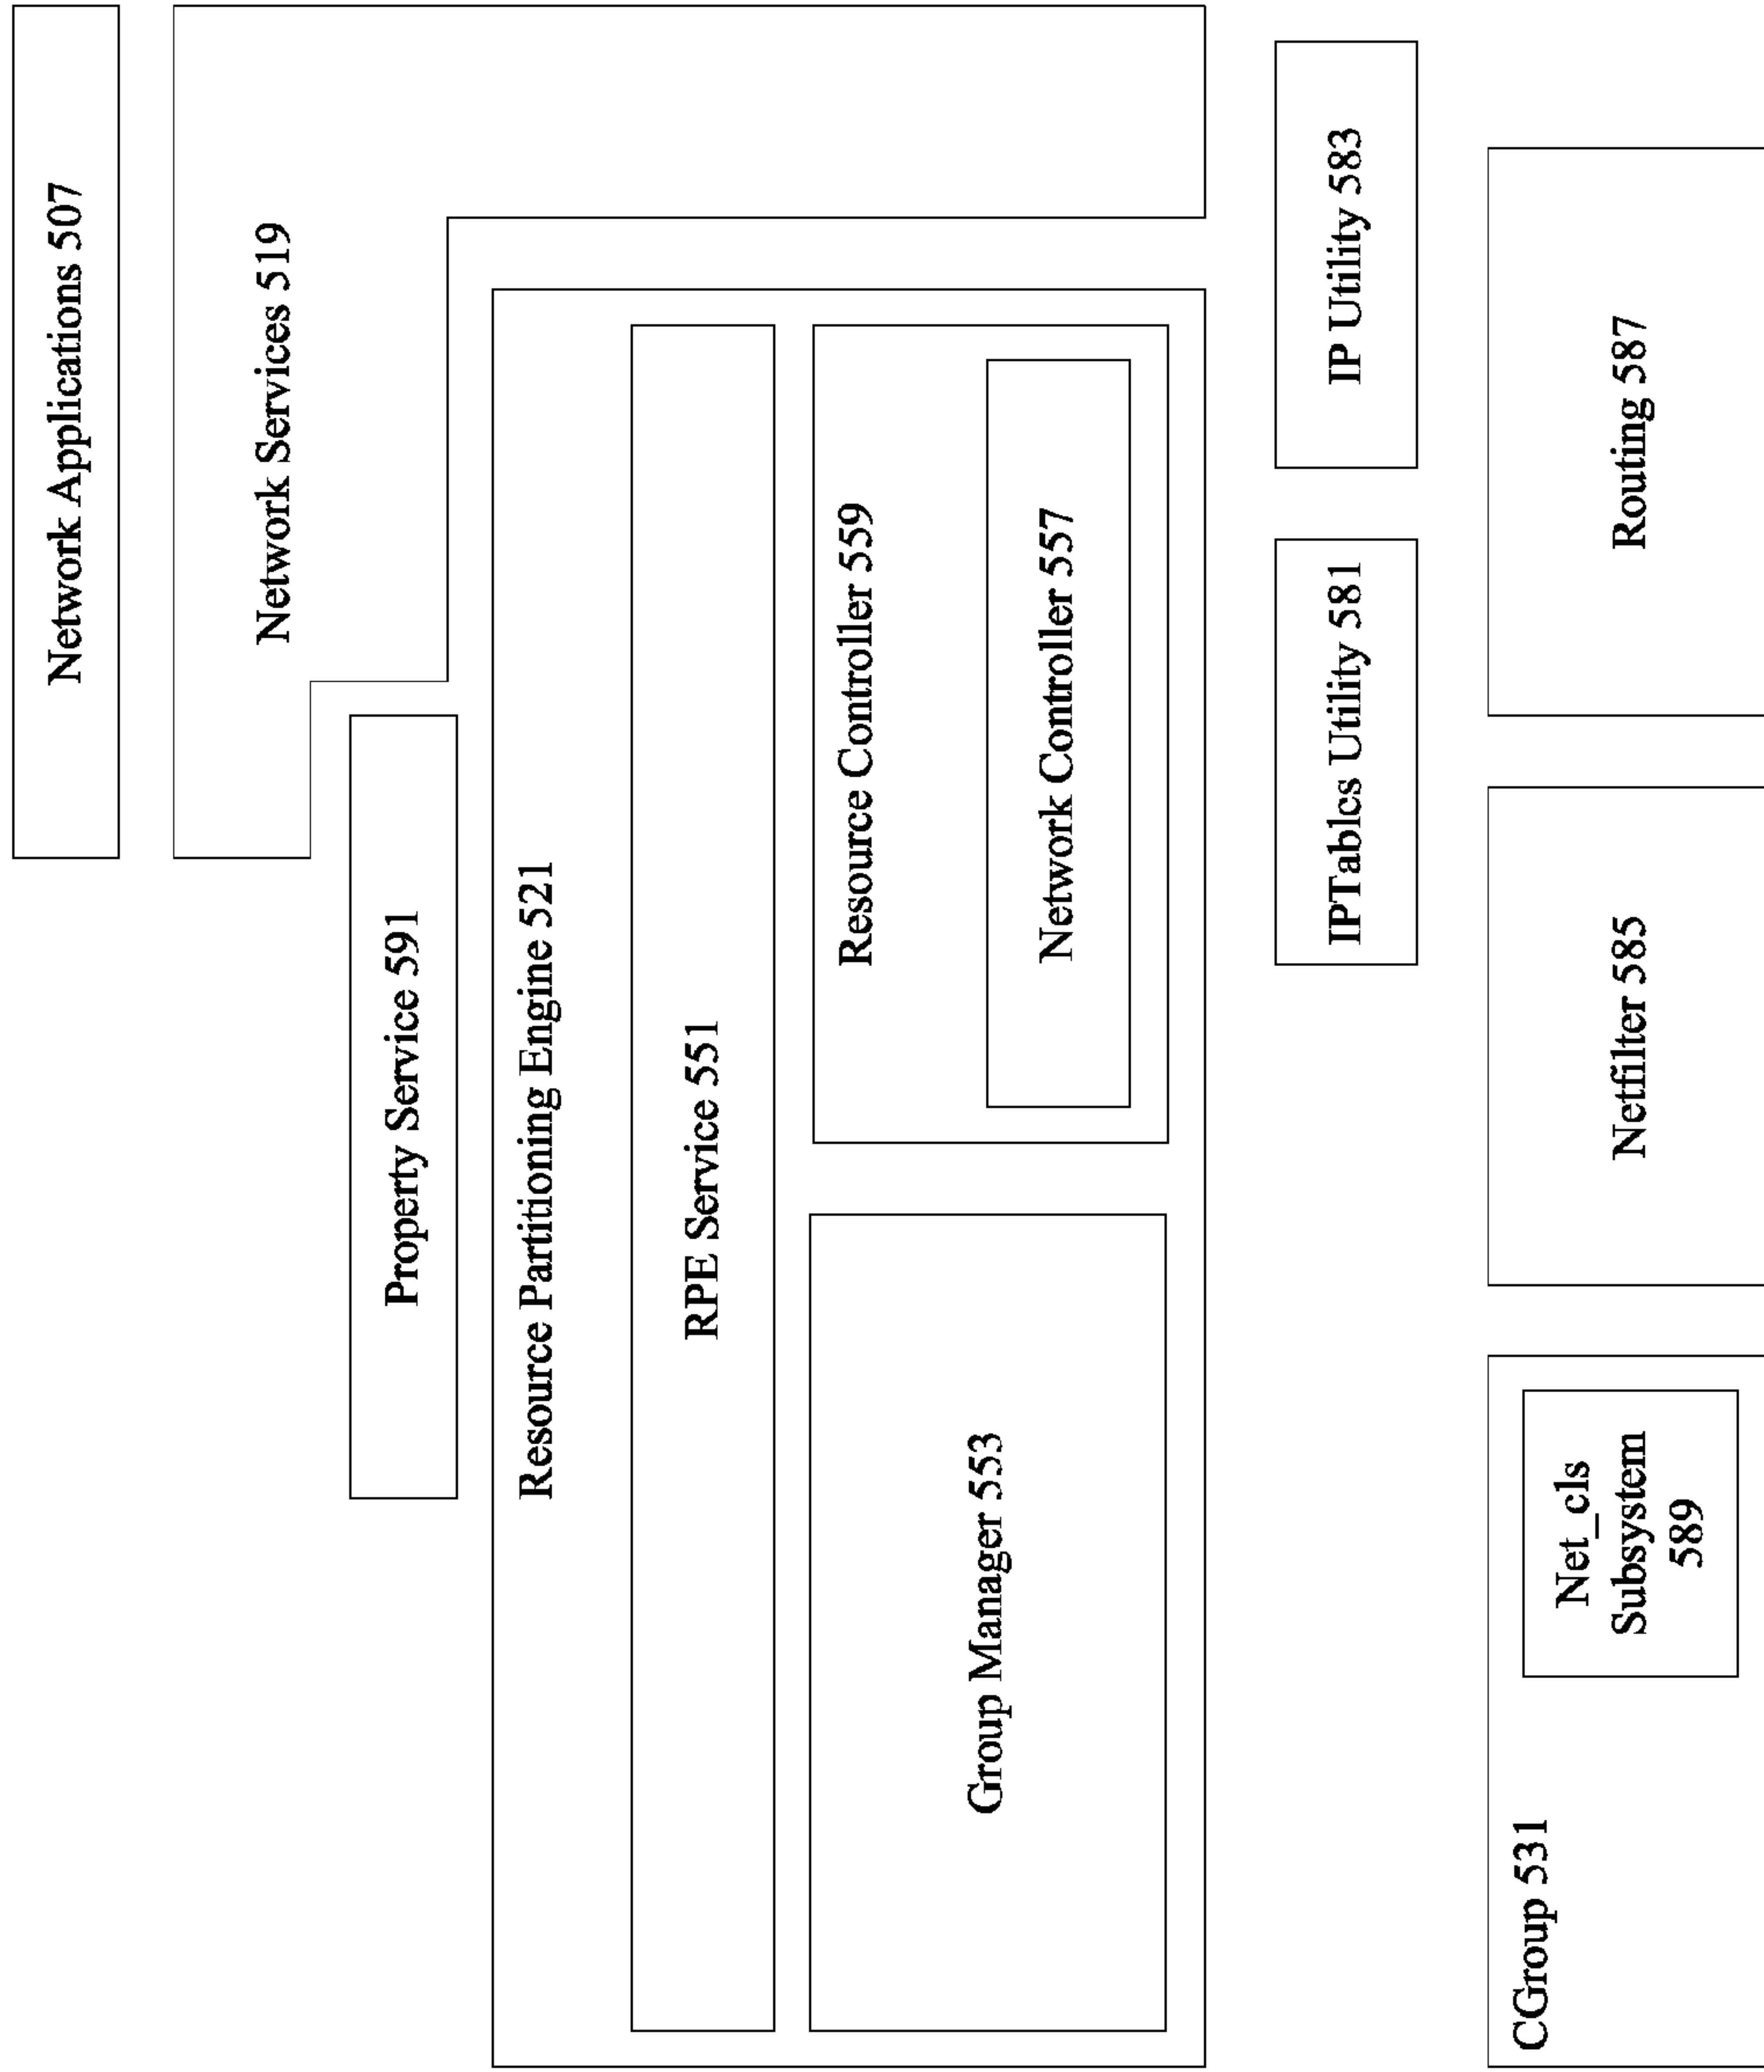 Network Applications 507
Network Services 519
Property Service 591
Resource Partitioning Engine 521
RPE Service 551
Group Manager 553
Resource Controller 559
Network Controller 557
IPTables Utility 581
IP Utility 583
CGroup 531
Net_cls
Subsystem
589
Netfilter 585
Routing 587